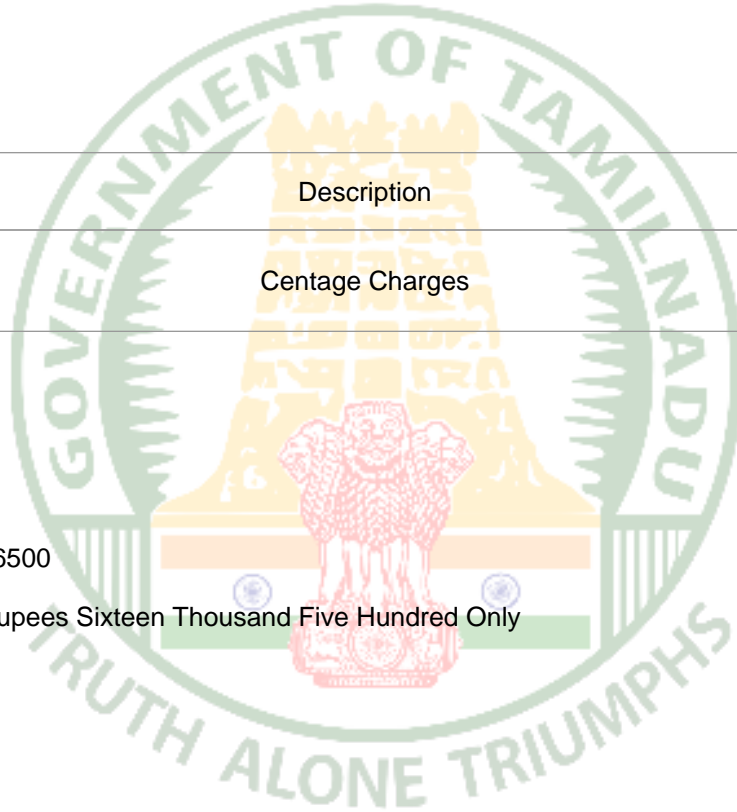 GOVERNMENT OF TAMILNADU
Description
Centage Charges
6500
upees Sixteen Thousand Five Hundred Only
TRUTH ALONE TRIUMPHS